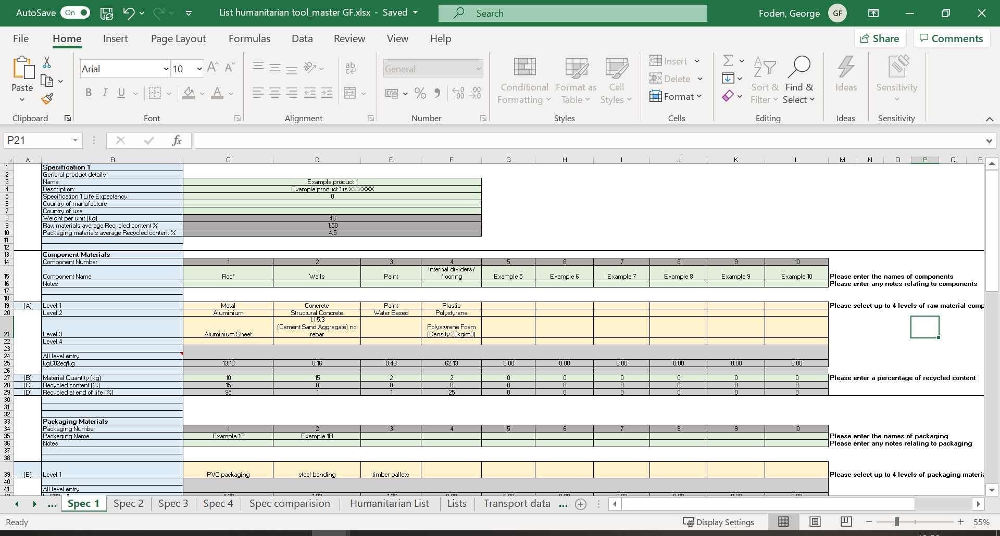 AutoSave On List humanitarian tool_master GF.xlsx - Saved Search Foden, George GF
File Home Insert Page Layout Formulas Data Review View Help Share Comments
Arial 10 General Insert Delete Format
Paste B I U Conditional Formatting Format as Table Cell Styles Sort & Filter Find & Select Ideas Sensitivity
Clipboard Font Alignment Number Styles Cells Editing Ideas Sensitivity
P21 fx
A B C D E F G H I J K L M N O P Q R
1 Specification 1
2 General product details
3 Name: Example product 1
4 Description: Example product 1 is XXXXXX
5 Specification 1 Life Expectancy 0
6 Country of manufacture
7 Country of use
8 Weight per unit (kg) 46
9 Raw materials average Recycled content % 1.50
10 Packaging materials average Recycled content % 4.5
11
12
13 Component Materials
14 Component Number 1 2 3 4 5 6 7 8 9 10
15 Component Name Roof Walls Paint Internal dividers / flooring Example 5 Example 6 Example 7 Example 8 Example 9 Example 10 Please enter the names of components
16 Notes Please enter any notes relating to components
17
18
19 (A) Level 1 Metal Concrete Paint Plastic Please select up to 4 levels of raw material comp
20 Level 2 Aluminium Structural Concrete Water Based Polystyrene
21 Level 3 Aluminium Sheet 1:1.5:3 (Cement:Sand:Aggregate) no rebar Polystyrene Foam (Density 20kg/m3)
22 Level 4
23
24 All level entry
25 kgCO2eq/kg 13.10 0.16 0.43 62.13 0.00 0.00 0.00 0.00 0.00 0.00
26
27 (B) Material Quantity (kg) 10 15 2 2 0 0 0 0 0 0 Please enter a percentage of recycled content
28 (C) Recycled content (%) 15 0 0 0 0 0 0 0 0 0
29 (D) Recycled at end of life (%) 95 1 1 25 0 0 0 0 0 0
30
31
32
33 Packaging Materials
34 Packaging Number 1 2 3 4 5 6 7 8 9 10
35 Packaging Name Example 1B Example 1B Please enter the names of packaging
36 Notes Please enter any notes relating to packaging
37
38
39 (E) Level 1 PVC packaging steel banding timber pallets Please select up to 4 levels of packaging materi
40
41 All level entry
... Spec 1 Spec 2 Spec 3 Spec 4 Spec comparision Humanitarian List Lists Transport data ...
Ready Display Settings 55%